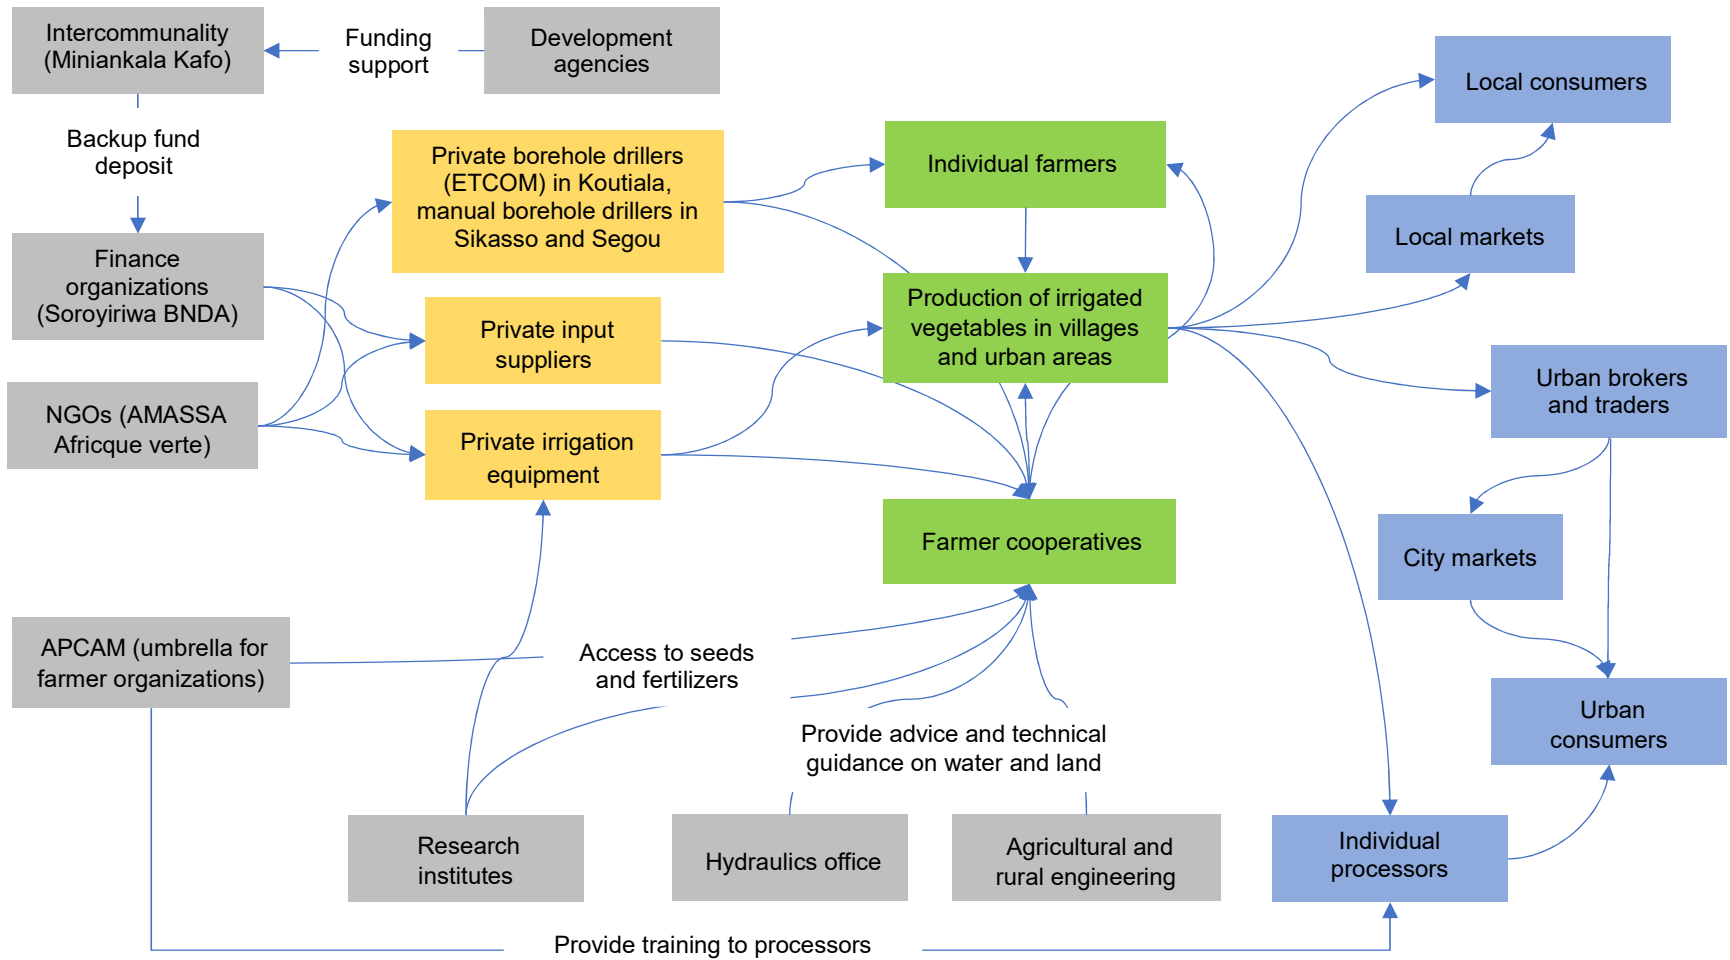 Intercommunality
(Miniankala Kafo)
Funding
support
Development
agencies
Local consumers
Backup fund
deposit
Private borehole drillers
(ETCOM) in Koutiala,
manual borehole drillers in
Sikasso and Segou
Individual farmers
Local markets
Finance
organizations
(Soroyiriwa BNDA)
Private input
suppliers
Production of irrigated
vegetables in villages
and urban areas
Urban brokers
and traders
NGOs (AMASSA
Africque verte)
Private irrigation
equipment
Farmer cooperatives
City markets
APCAM (umbrella for
farmer organizations)
Access to seeds
and fertilizers
Provide advice and technical
guidance on water and land
Urban
consumers
Research
institutes
Hydraulics office
Agricultural and
rural engineering
Individual
processors
Provide training to processors